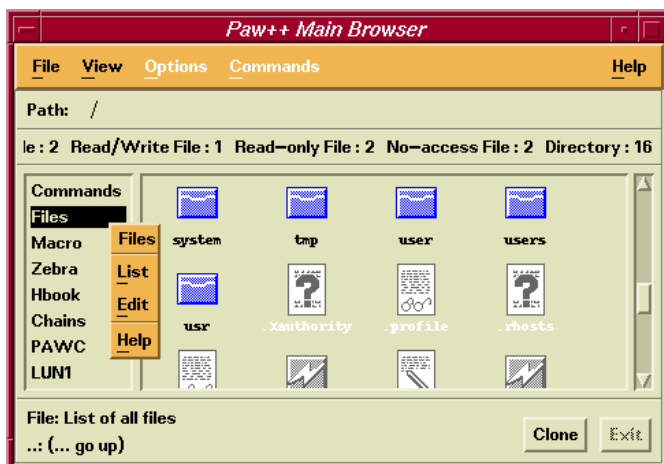 Paw++ Main Browser
File View Options Commands Help
Path: /
le : 2 Read/Write File : 1 Read-only File : 2 No-access File : 2 Directory : 16
Commands
Files
Macro
Zebra
Hbook
Chains
PAWC
LUN1
Files
List
Edit
Help
system tmp user users
usr .Xauthority .profile .rhosts
File: List of all files
..: (... go up)
Clone Exit